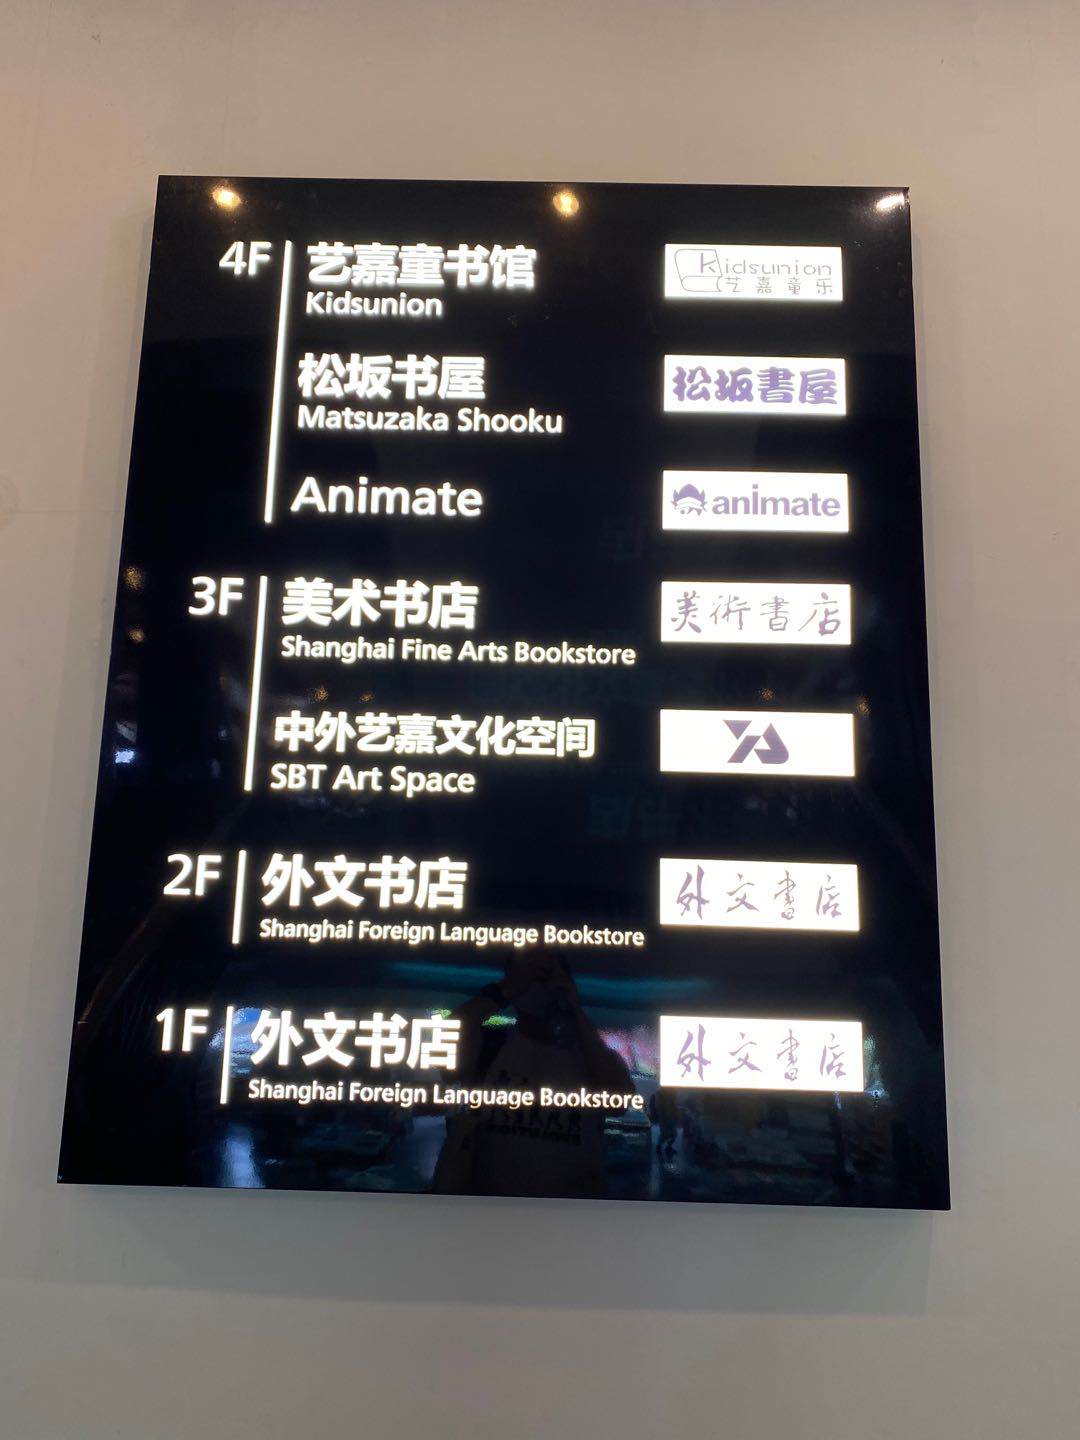 4F
艺嘉童书馆
Kidsunion
Kidsunion
艺嘉童乐
松坂书屋
Matsuzaka Shooku
松坂書屋
Animate
animate
3F
美术书店
Shanghai Fine Arts Bookstore
美術書店
中外艺嘉文化空间
SBT Art Space
2F
外文书店
Shanghai Foreign Language Bookstore
外文書店
1F
外文书店
Shanghai Foreign Language Bookstore
外文書店